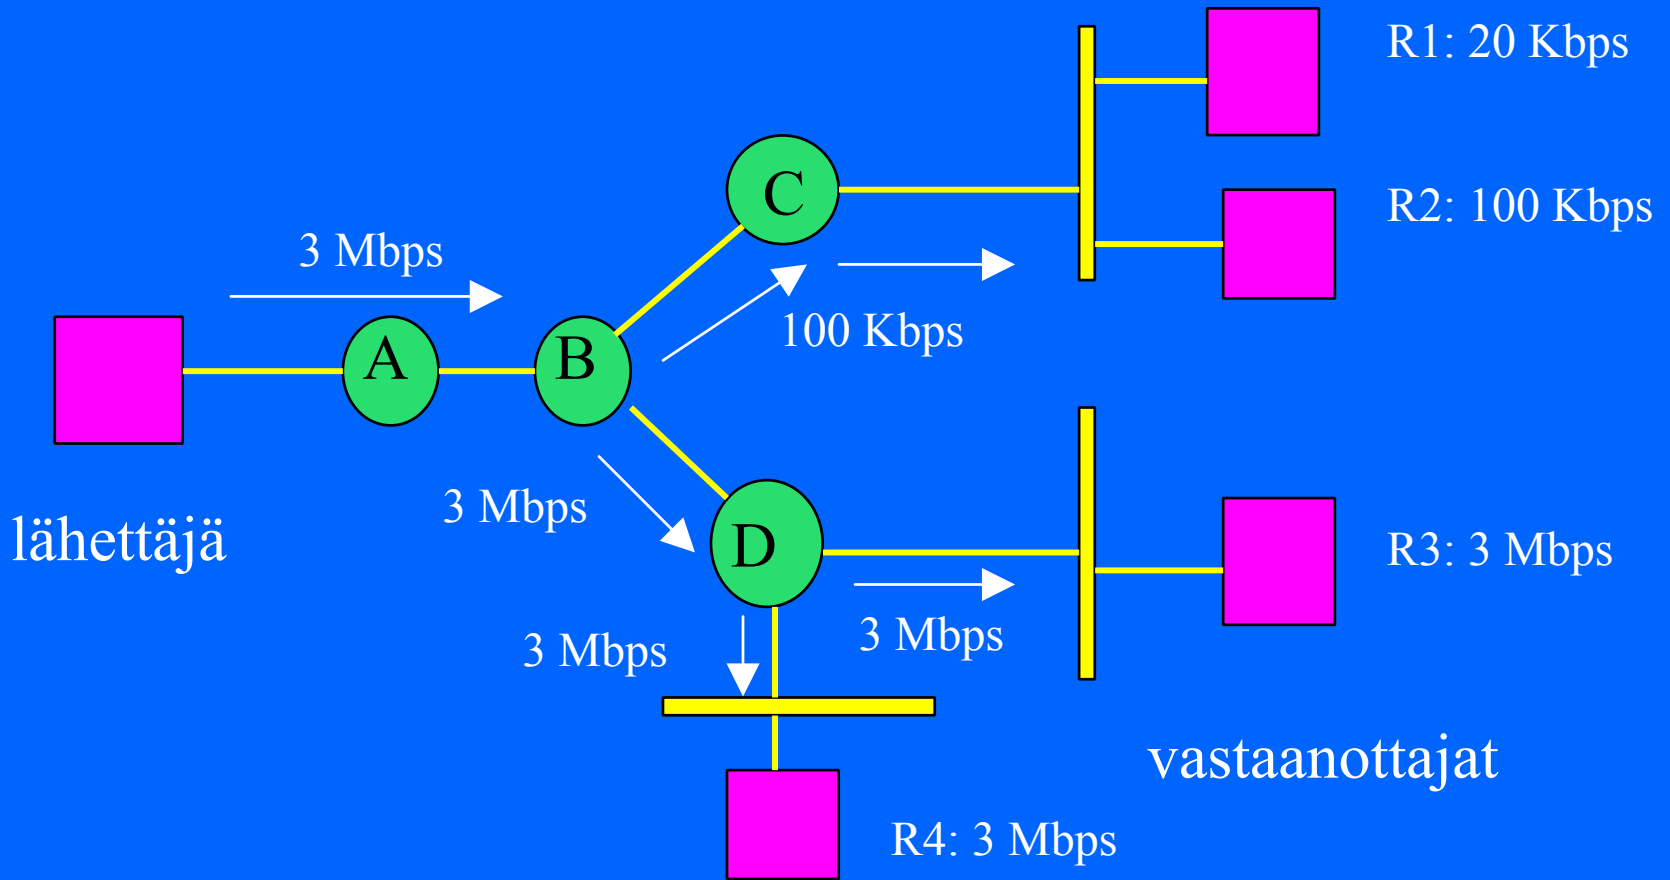 R1: 20 Kbps
C
R2: 100 Kbps
3 Mbps
100 Kbps
A
B
3 Mbps
lähettäjä
D
R3: 3 Mbps
3 Mbps
3 Mbps
vastaanottajat
R4: 3 Mbps